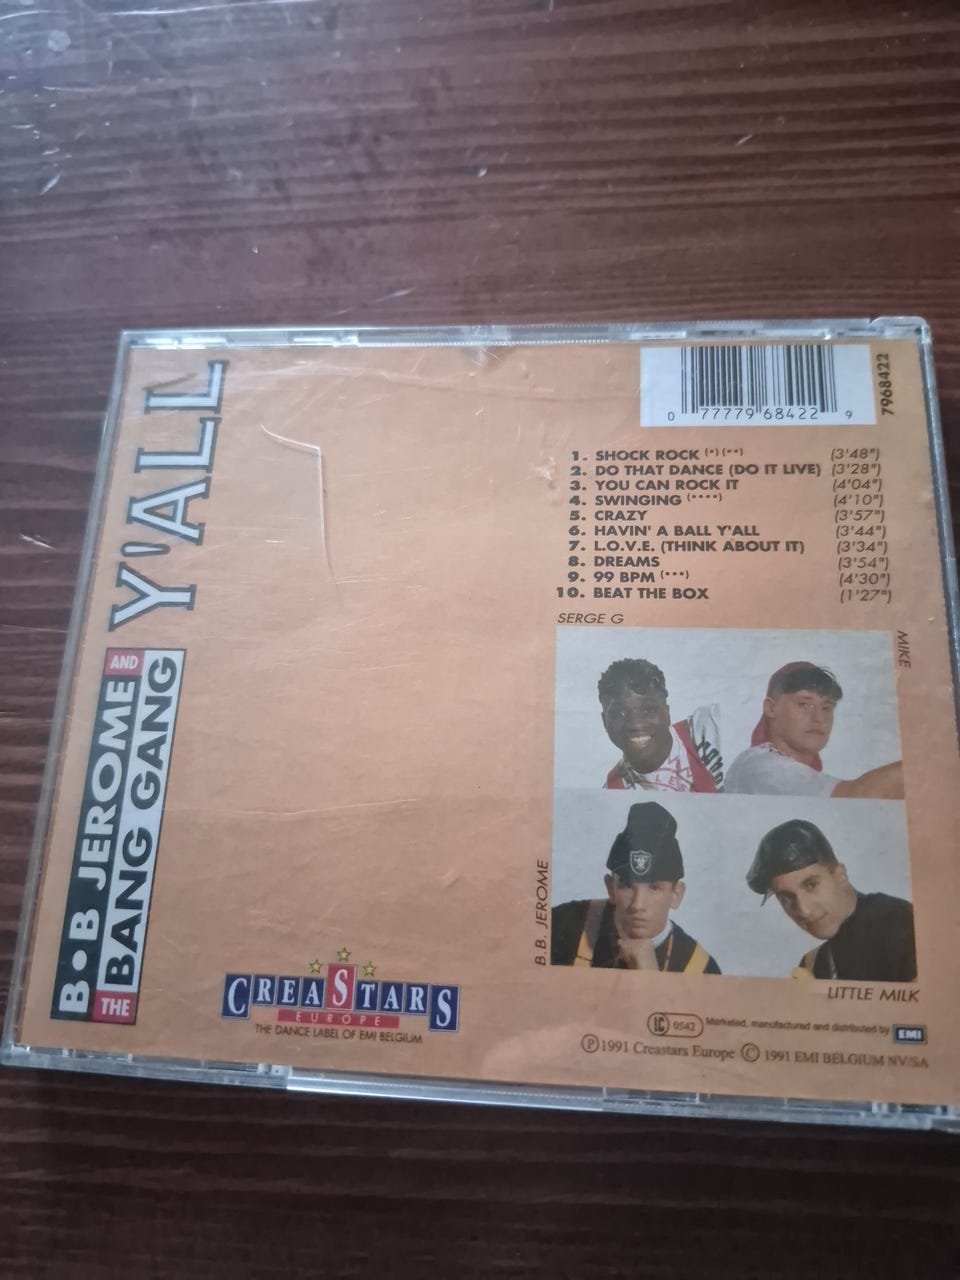 0 77779 68422 9
7968422
1. SHOCK ROCK (*) (**) (3'48")
2. DO THAT DANCE (DO IT LIVE) (3'28")
3. YOU CAN ROCK IT (4'04")
4. SWINGING (****) (4'10")
5. CRAZY (3'57")
6. HAVIN' A BALL Y'ALL (3'44")
7. L.O.V.E. (THINK ABOUT IT) (3'34")
8. DREAMS (3'54")
9. 99 BPM (***) (4'30")
10. BEAT THE BOX (1'27")
SERGE G
MIKE
B.B. JEROME
LITTLE MILK
B•B JEROME AND
THE BANG GANG
Y'ALL
CREASTARS
EUROPE
THE DANCE LABEL OF EMI BELGIUM
LC 0542 Marketed, manufactured and distributed by EMI
Ⓟ1991 Creastars Europe © 1991 EMI BELGIUM NV/SA